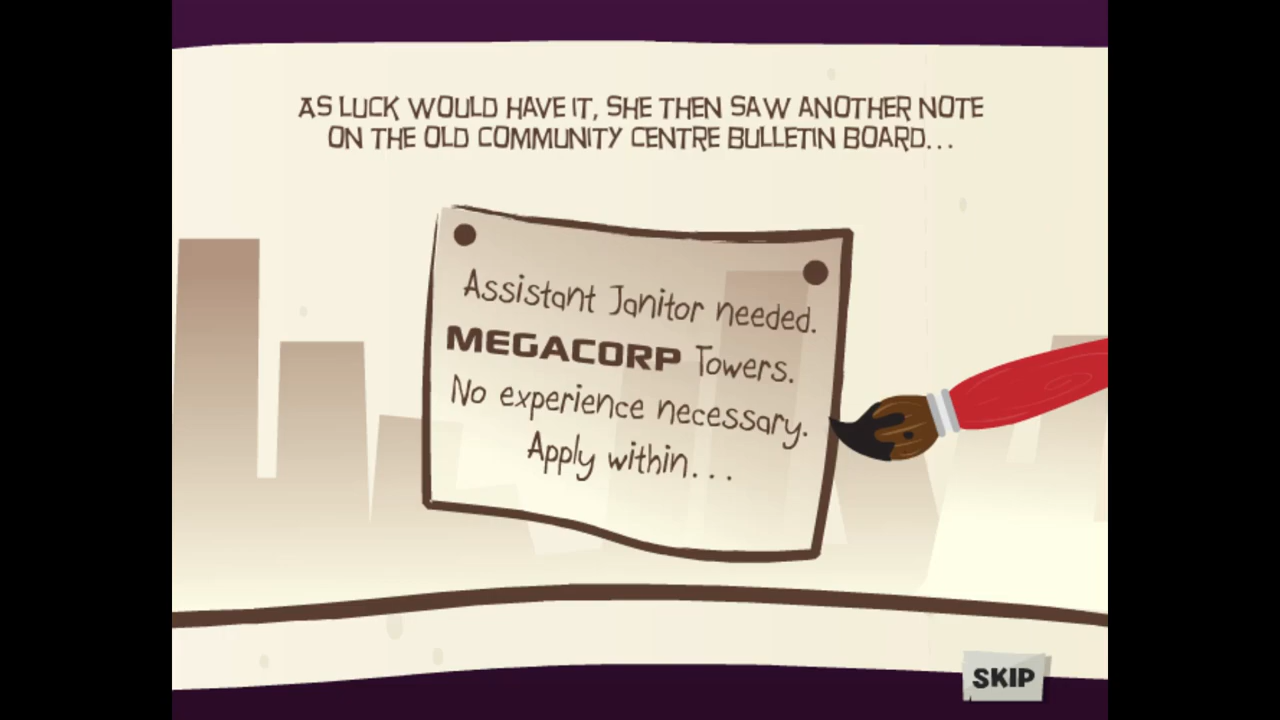 AS LUCK WOULD HAVE IT, SHE THEN SAW ANOTHER NOTE
ON THE OLD COMMUNITY CENTRE BULLETIN BOARD...
Assistant Janitor needed.
MEGACORP Towers.
No experience necessary.
Apply within...
SKIP